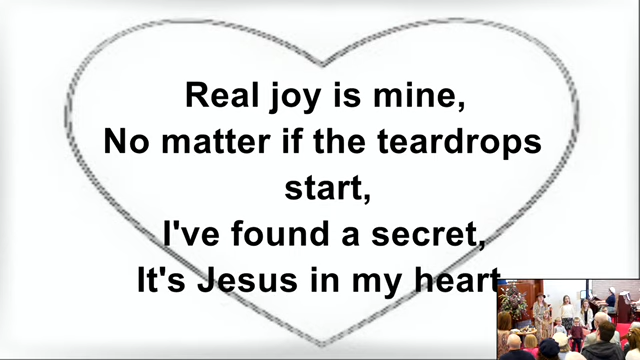 Real joy is mine,
No matter if the teardrops
start,
I've found a secret,
It's Jesus in my heart